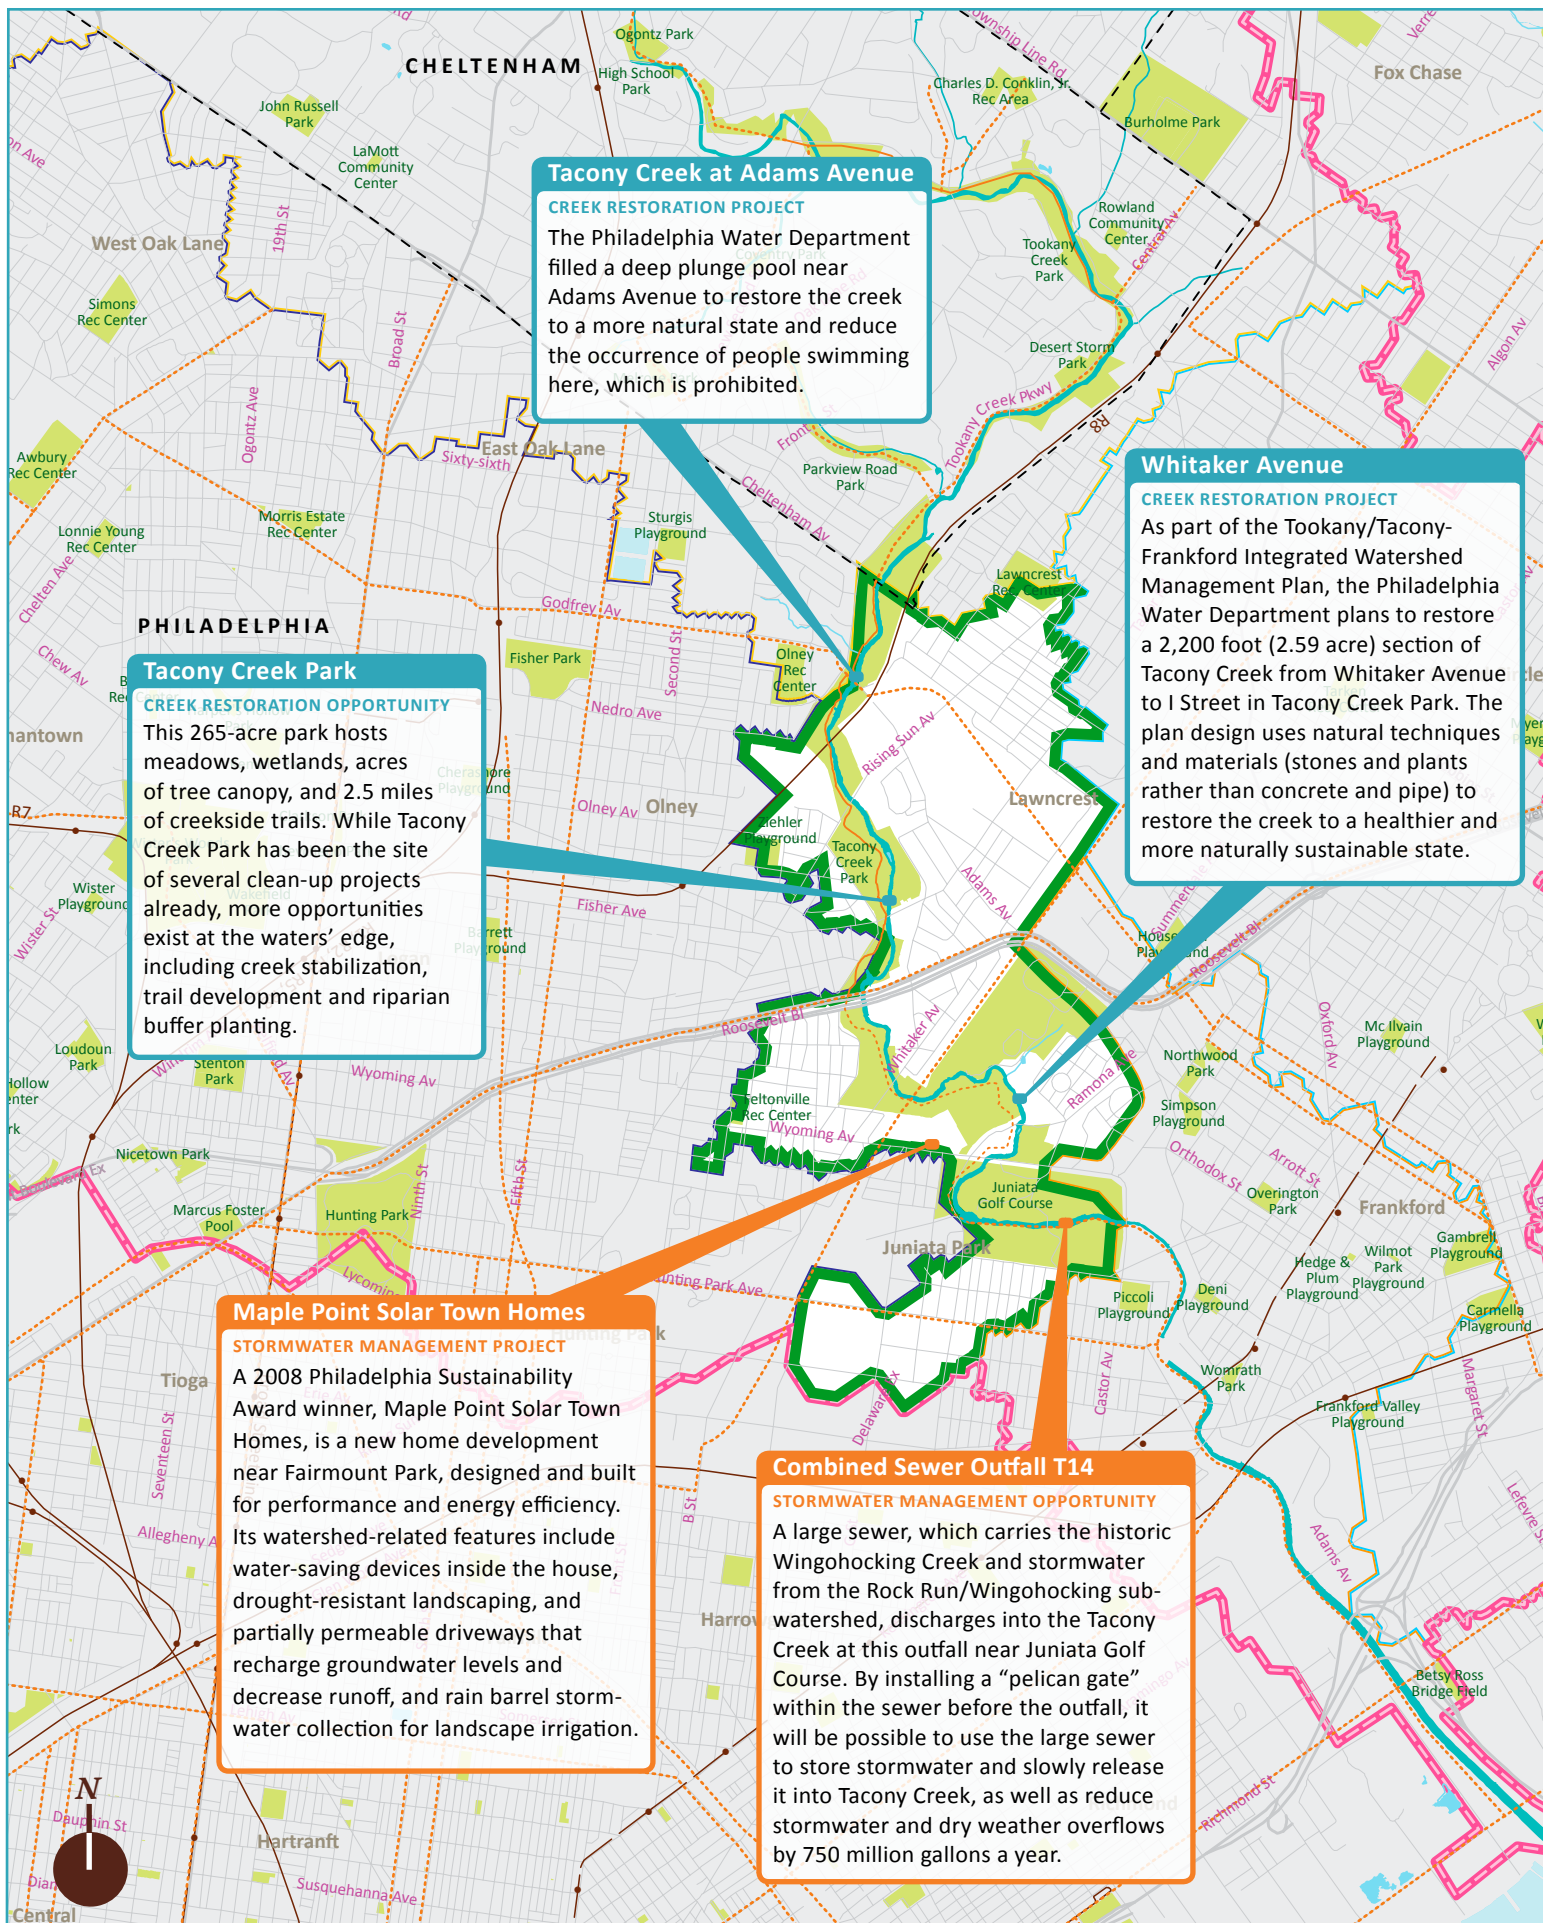 Ogontz Park
Township Line Rd
CHELTENHAM
High School
Park
Charles D. Conklin, Jr.
Rec Area
Fox Chase
John Russell
Park
Burholme Park
LaMott
Community
Center
Tacony Creek at Adams Avenue
CREEK RESTORATION PROJECT
The Philadelphia Water Department
filled a deep plunge pool near
Adams Avenue to restore the creek
to a more natural state and reduce
the occurrence of people swimming
here, which is prohibited.
19th St
West Oak Lane
Rowland
Community
Center
Central Av
Tookany
Creek
Park
Simons
Rec Center
Broad St
Desert Storm
Park
Algon Av
Ogontz Ave
Tookany Creek Pkwy
R8
Front St
Awbury
Rec Center
East Oak Lane
Sixty-sixth
Parkview Road
Park
Cheltenham Av
Whitaker Avenue
CREEK RESTORATION PROJECT
As part of the Tookany/Tacony-
Frankford Integrated Watershed
Management Plan, the Philadelphia
Water Department plans to restore
a 2,200 foot (2.59 acre) section of
Tacony Creek from Whitaker Avenue
to I Street in Tacony Creek Park. The
plan design uses natural techniques
and materials (stones and plants
rather than concrete and pipe) to
restore the creek to a healthier and
more naturally sustainable state.
Lonnie Young
Rec Center
Morris Estate
Rec Center
Sturgis
Playground
Chelten Ave
Lawncrest
Rec. Center
Godfrey Av
PHILADELPHIA
Chew Av
Fisher Park
Second St
Olney
Rec
Center
Tacony Creek Park
CREEK RESTORATION OPPORTUNITY
This 265-acre park hosts
meadows, wetlands, acres
of tree canopy, and 2.5 miles
of creekside trails. While Tacony
Creek Park has been the site
of several clean-up projects
already, more opportunities
exist at the waters' edge,
including creek stabilization,
trail development and riparian
buffer planting.
Nedro Ave
Rising Sun Av
Olney Av
Olney
Lawncrest
R7
Ziehler
Playground
Tacony
Creek
Park
Wister
Playground
Wister St
Fisher Ave
Adams Av
Barrett
Playground
Roosevelt Bl
Roosevelt Bl
Whitaker Av
Oxford Av
Mc Ilvain
Playground
Loudoun
Park
Stenton
Park
Wyoming Av
Northwood
Park
Ramona Ave
Feltonville
Rec Center
Wyoming Av
Simpson
Playground
Nicetown Park
Orthodox St
Arrott St
Ninth St
Fifth St
Juniata
Golf Course
Overington
Park
Frankford
Marcus Foster
Pool
Hunting Park
Juniata Park
Gambrell
Playground
Hedge &
Plum
Playground
Wilmot
Park
Playground
Piccoli
Playground
Deni
Playground
Carmella
Playground
Maple Point Solar Town Homes
STORMWATER MANAGEMENT PROJECT
A 2008 Philadelphia Sustainability
Award winner, Maple Point Solar Town
Homes, is a new home development
near Fairmount Park, designed and built
for performance and energy efficiency.
Its watershed-related features include
water-saving devices inside the house,
drought-resistant landscaping, and
partially permeable driveways that
recharge groundwater levels and
decrease runoff, and rain barrel storm-
water collection for landscape irrigation.
Tioga
Womrath
Park
Castor Av
Margaret St
Frankford Valley
Playground
Seventeen St
Combined Sewer Outfall T14
STORMWATER MANAGEMENT OPPORTUNITY
A large sewer, which carries the historic
Wingohocking Creek and stormwater
from the Rock Run/Wingohocking sub-
watershed, discharges into the Tacony
Creek at this outfall near Juniata Golf
Course. By installing a “pelican gate”
within the sewer before the outfall, it
will be possible to use the large sewer
to store stormwater and slowly release
it into Tacony Creek, as well as reduce
stormwater and dry weather overflows
by 750 million gallons a year.
B St
Adams Av
Betsy Ross
Bridge Field
Richmond St
N
Dauphin St
Hartranft
Susquehanna Ave
Central